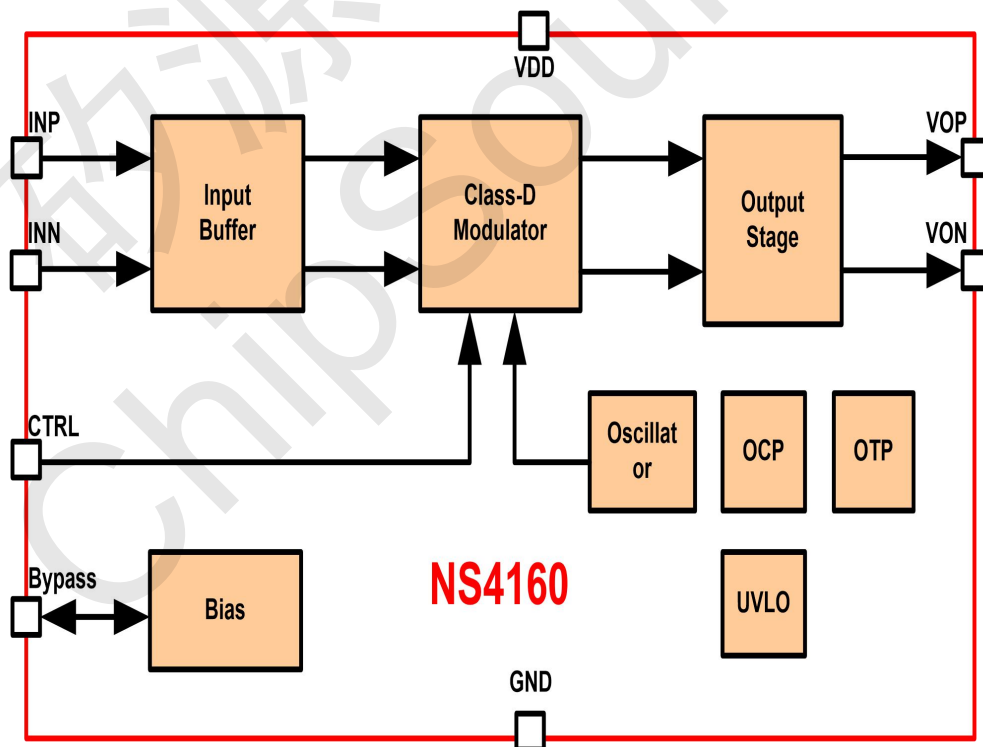 VDD
INP
VOP
Input
Buffer
Class-D
Modulator
Output
Stage
INN
VON
CTRL
Oscillat
or
OCP
OTP
Bypass
Bias
NS4160
UVLO
GND
ChipSour